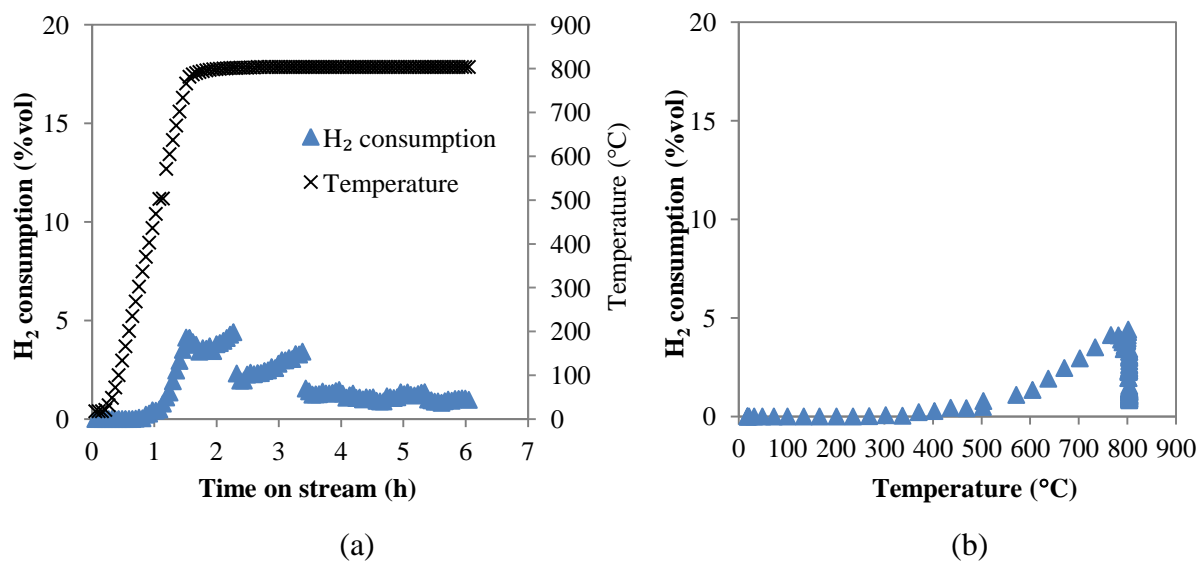 20
15
10
5
0
H₂ consumption (%vol)
900
800
700
600
500
400
300
200
100
0
Temperature (°C)
H₂ consumption
Temperature
0 1 2 3 4 5 6 7
Time on stream (h)
(a)
20
15
10
5
0
H₂ consumption (%vol)
0 100 200 300 400 500 600 700 800 900
Temperature (°C)
(b)